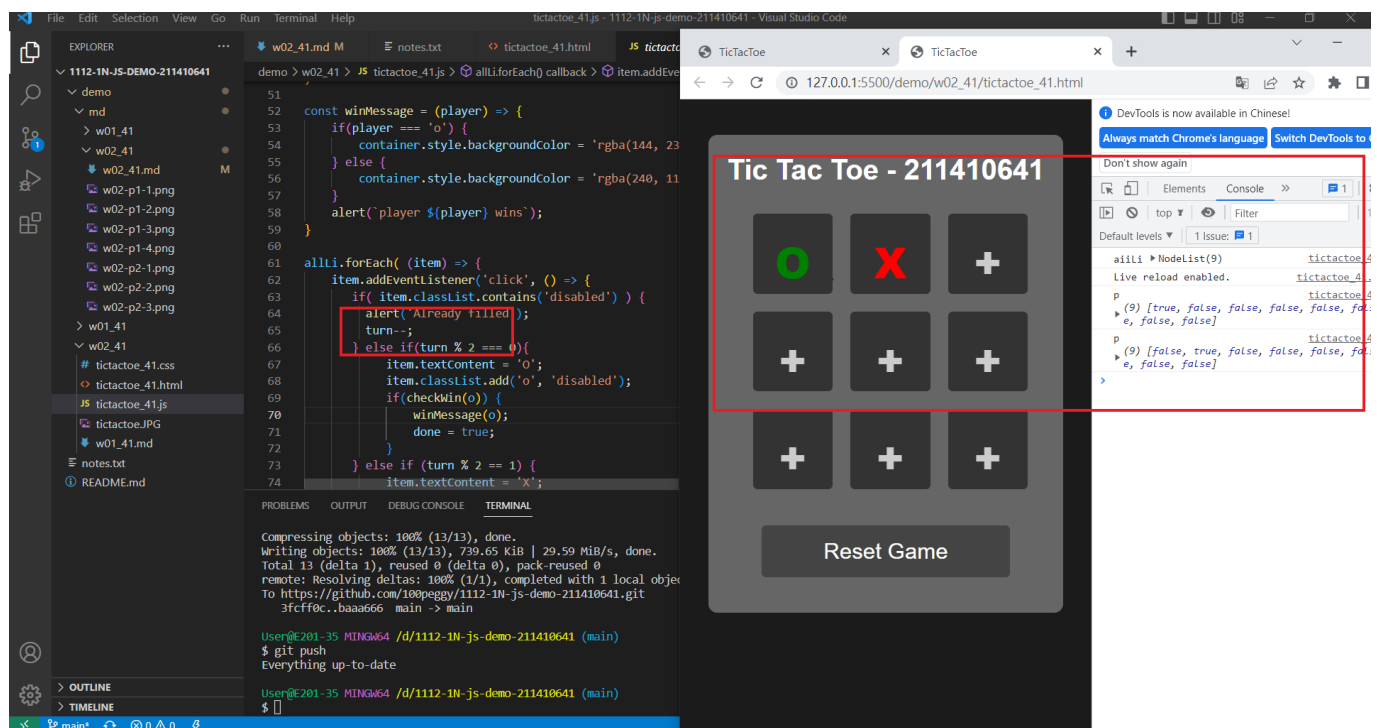 File Edit Selection View Go Run Terminal Help
tictactoe_41.js - 1112-1N-js-demo-211410641 - Visual Studio Code
EXPLORER
1112-1N-JS-DEMO-211410641
demo
md
w01_41
w02_41
w02_41.md M
w02-p1-1.png
w02-p1-2.png
w02-p1-3.png
w02-p1-4.png
w02-p2-1.png
w02-p2-2.png
w02-p2-3.png
w01_41
w02_41
# tictactoe_41.css
<> tictactoe_41.html
JS tictactoe_41.js
tictactoe.JPG
w01_41.md
notes.txt
README.md
OUTLINE
TIMELINE
main*
0 0
1
w02_41.md M notes.txt <> tictactoe_41.html JS tictacto
demo > w02_41 > JS tictactoe_41.js > allLi.forEach() callback > item.addEve
51
52 const winMessage = (player) => {
53 if(player === 'o') {
54 container.style.backgroundColor = 'rgba(144, 23
55 } else {
56 container.style.backgroundColor = 'rgba(240, 11
57 }
58 alert(`player ${player} wins`);
59 }
60
61 allLi.forEach( (item) => {
62 item.addEventListener('click', () => {
63 if( item.classList.contains('disabled') ) {
64 alert('Already filled');
65 turn--;
66 } else if(turn % 2 === 0){
67 item.textContent = 'O';
68 item.classList.add('o', 'disabled');
69 if(checkWin(o)) {
70 winMessage(o);
71 done = true;
72 }
73 } else if (turn % 2 == 1) {
74 item.textContent = 'X';
PROBLEMS OUTPUT DEBUG CONSOLE TERMINAL
Compressing objects: 100% (13/13), done.
Writing objects: 100% (13/13), 739.65 KiB | 29.59 MiB/s, done.
Total 13 (delta 1), reused 0 (delta 0), pack-reused 0
remote: Resolving deltas: 100% (1/1), completed with 1 local objec
To https://github.com/100peggy/1112-1N-js-demo-211410641.git
3fcff0c..baaa666 main -> main
User@E201-35 MINGW64 /d/1112-1N-js-demo-211410641 (main)
$ git push
Everything up-to-date
User@E201-35 MINGW64 /d/1112-1N-js-demo-211410641 (main)
$
TicTacToe
TicTacToe
127.0.0.1:5500/demo/w02_41/tictactoe_41.html
Tic Tac Toe - 211410641
O X +
+ + +
+ + +
Reset Game
DevTools is now available in Chinese!
Always match Chrome's language Switch DevTools to
Don't show again
Elements Console » 1
top Filter
Default levels 1 Issue: 1
aiiLi NodeList(9) tictactoe_4
Live reload enabled. tictactoe_41.
p tictactoe_4
(9) [true, false, false, false, false, fal
e, false, false]
p tictactoe_4
(9) [false, true, false, false, false, fal
e, false, false]
>